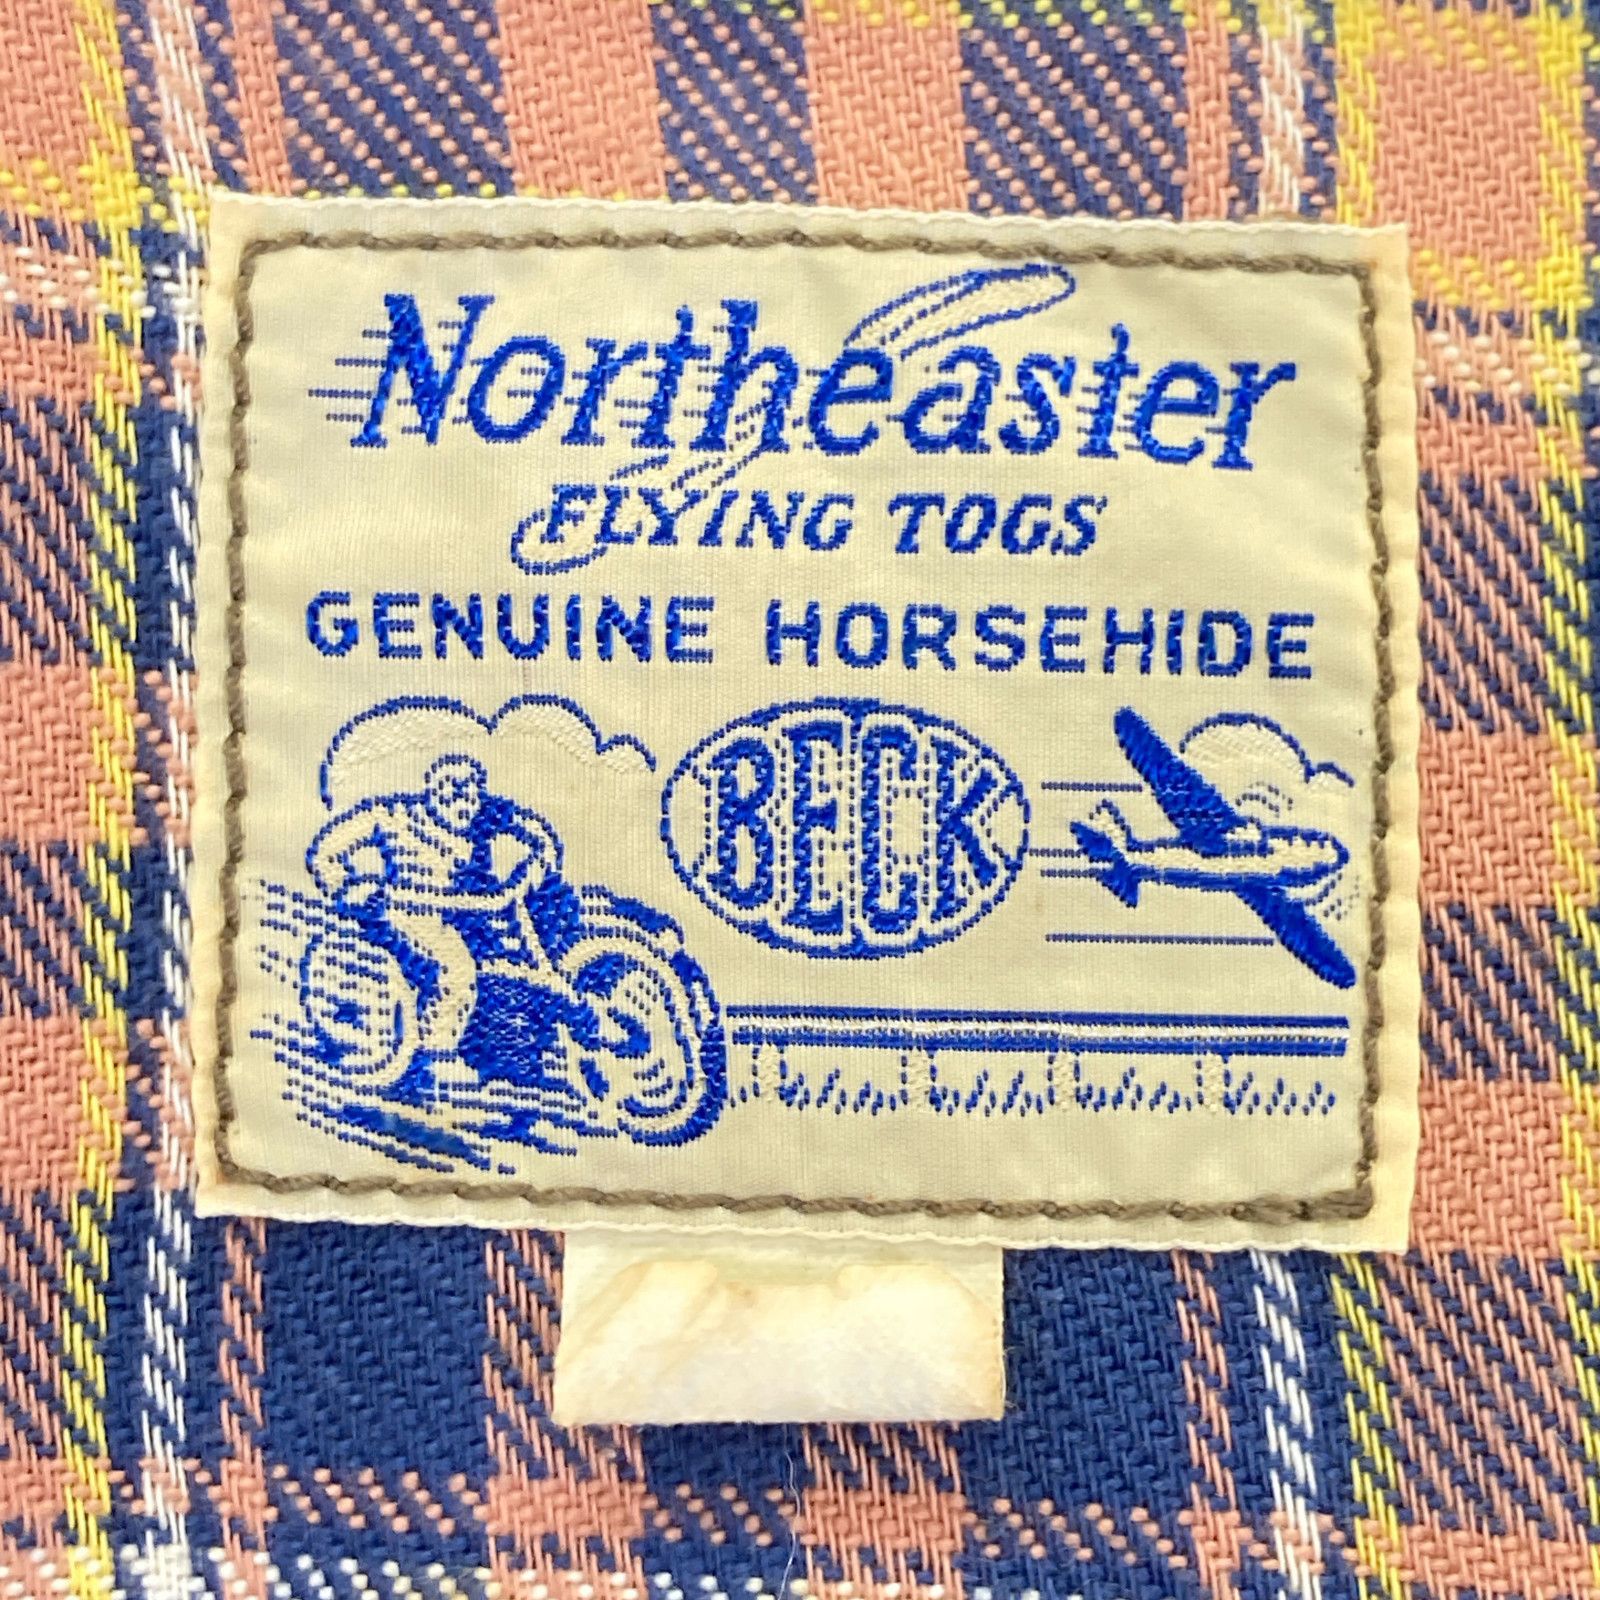 Northeaster
FLYING TOGS
GENUINE HORSEHIDE
BECK